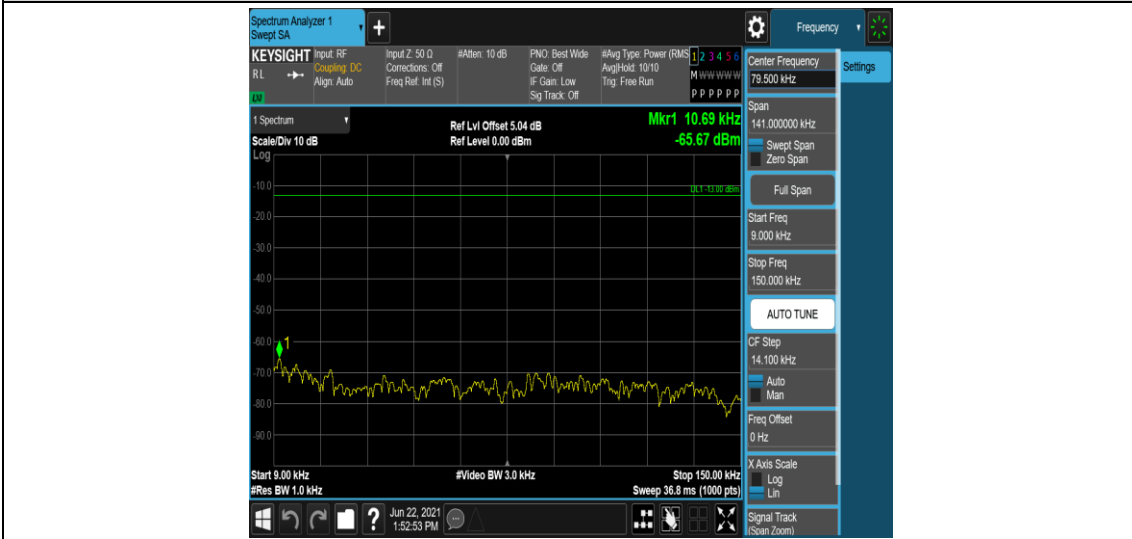 Spectrum Analyzer 1
Swept SA
+
Frequency
KEYSIGHT
RL
LNI
Input: RF
Coupling: DC
Align: Auto
Input Z: 50 Ω
Corrections: Off
Freq Ref: Int (S)
#Atten: 10 dB
PNO: Best Wide
Gate: Off
IF Gain: Low
Sig Track: Off
#Avg Type: Power (RMS
Avg|Hold: 10/10
Trig: Free Run
1 2 3 4 5 6
M W W W W W
P P P P P P
1 Spectrum
Scale/Div 10 dB
Log
Ref Lvl Offset 5.04 dB
Ref Level 0.00 dBm
Mkr1 10.69 kHz
-65.67 dBm
DL1 -13.00 dBm
-10.0
-20.0
-30.0
-40.0
-50.0
-60.0
1
-70.0
-80.0
-90.0
Start 9.00 kHz
#Res BW 1.0 kHz
#Video BW 3.0 kHz
Stop 150.00 kHz
Sweep 36.8 ms (1000 pts)
?
Jun 22, 2021
1:52:53 PM
Center Frequency
79.500 kHz
Settings
Span
141.000000 kHz
Swept Span
Zero Span
Full Span
Start Freq
9.000 kHz
Stop Freq
150.000 kHz
AUTO TUNE
CF Step
14.100 kHz
Auto
Man
Freq Offset
0 Hz
X Axis Scale
Log
Lin
Signal Track
(Span Zoom)